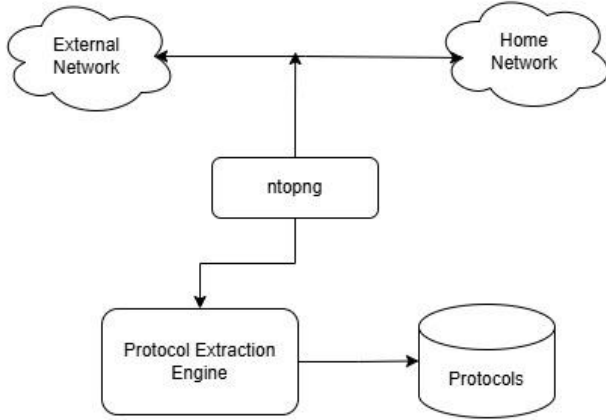 External
Network
Home
Network
ntopng
Protocol Extraction
Engine
Protocols